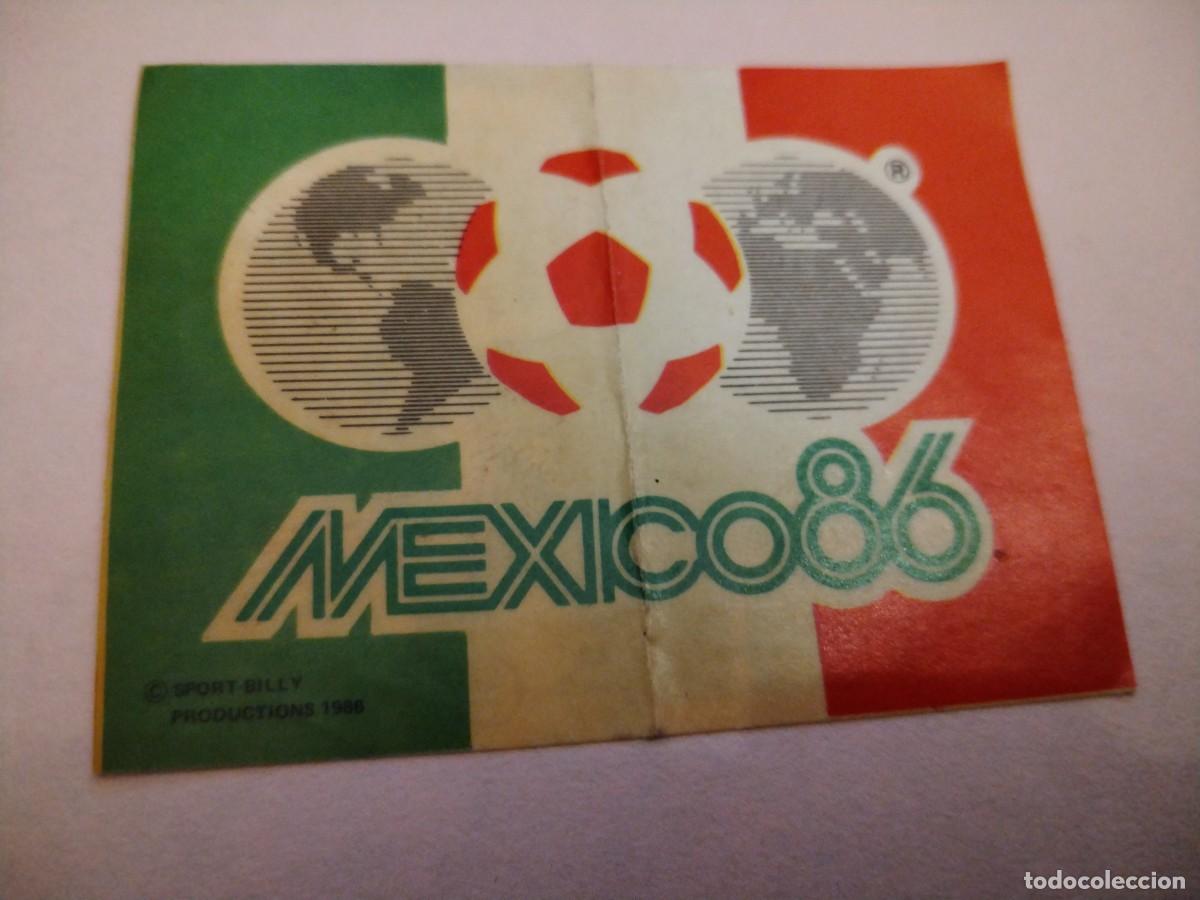 ®
MEXICO86
© SPORT-BILLY
PRODUCTIONS 1986
todocoleccion